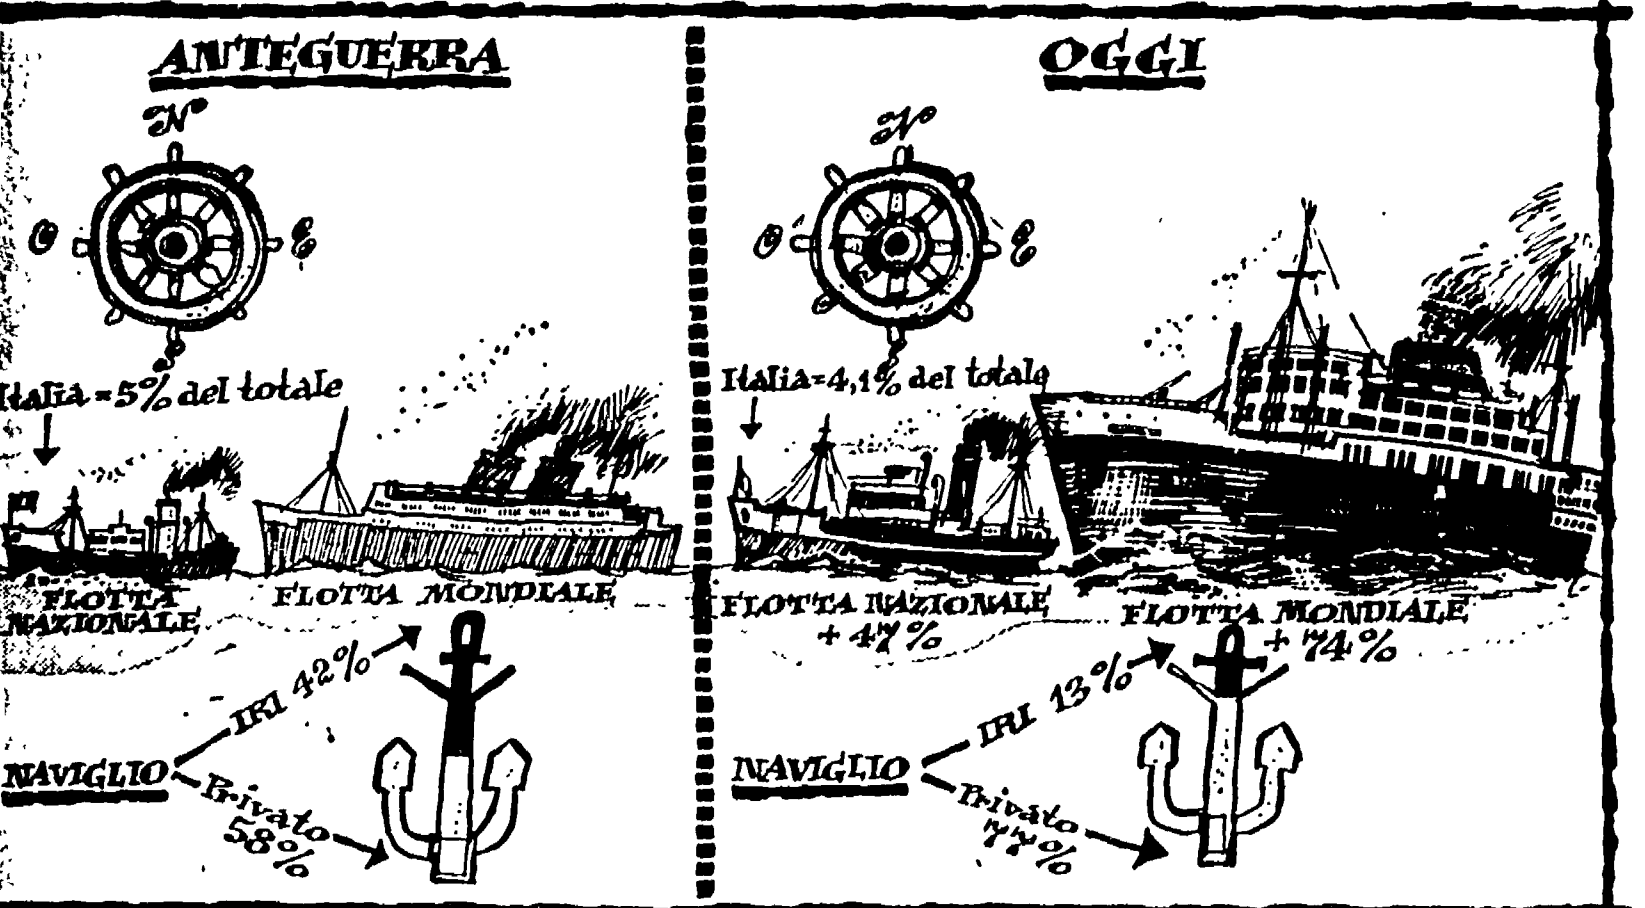 ANTEGUERRA
N
O
E
S
Italia = 5% del totale
FLOTTA
NAZIONALE
FLOTTA MONDIALE
NAVIGLIO
IRI 42%
Privato
58%
OGGI
N
O
E
S
Italia = 4,1% del totale
FLOTTA NAZIONALE
+ 47%
FLOTTA MONDIALE
+ 74%
NAVIGLIO
IRI 13%
Privato
77%